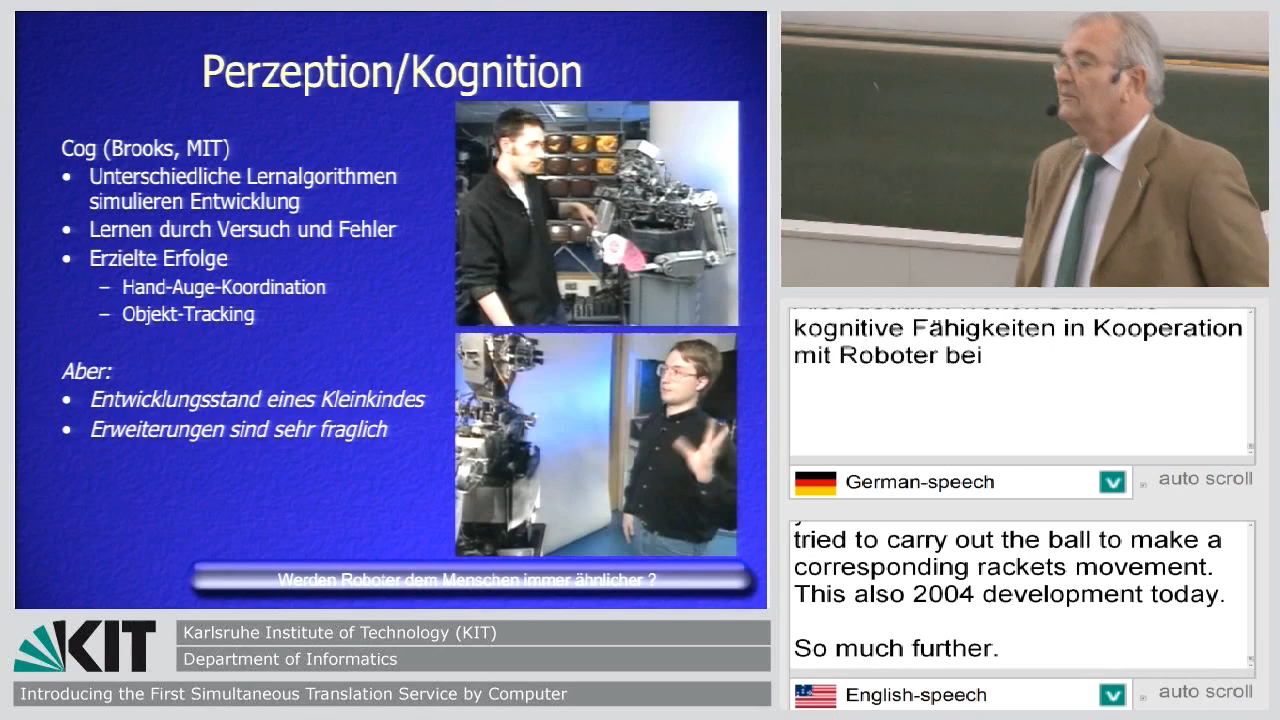 Perzeption/Kognition
Cog (Brooks, MIT)
• Unterschiedliche Lernalgorithmen
simulieren Entwicklung
• Lernen durch Versuch und Fehler
• Erzielte Erfolge
– Hand-Auge-Koordination
– Objekt-Tracking
Aber:
• Entwicklungsstand eines Kleinkindes
• Erweiterungen sind sehr fraglich
Werden Roboter dem Menschen immer ähnlicher ?
kognitive Fähigkeiten in Kooperation
mit Roboter bei
German-speech
auto scroll
tried to carry out the ball to make a
corresponding rackets movement.
This also 2004 development today.
So much further.
English-speech
auto scroll
KIT
Karlsruhe Institute of Technology (KIT)
Department of Informatics
Introducing the First Simultaneous Translation Service by Computer